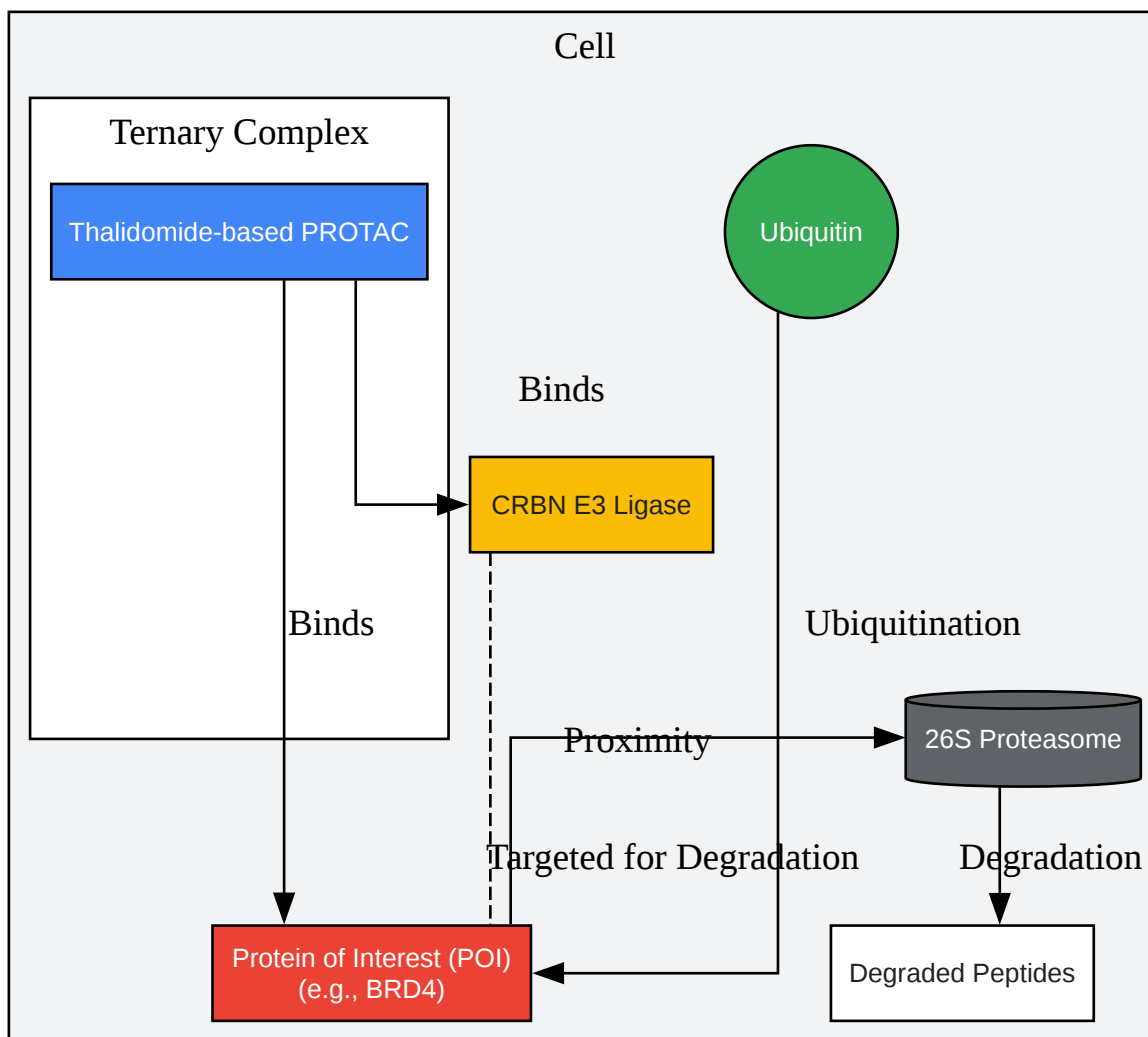 Cell
Ternary Complex
Thalidomide-based PROTAC
Ubiquitin
Binds
CRBN E3 Ligase
Binds
Ubiquitination
Proximity
26S Proteasome
Targeted for Degradation
Degradation
Protein of Interest (POI)
(e.g., BRD4)
Degraded Peptides